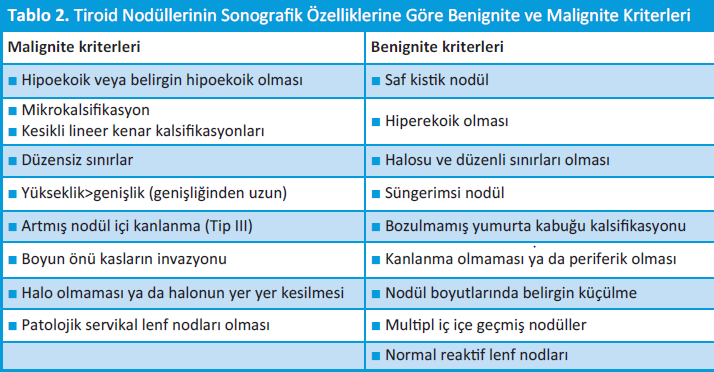 Tablo 2. Tiroid Nodüllerinin Sonografik Özelliklerine Göre Benignite ve Malignite Kriterleri
Malignite kriterleri
Benignite kriterleri
■ Hipoekoik veya belirgin hipoekoik olması
■ Saf kistik nodül
■ Mikrokalsifikasyon
■ Kesikli lineer kenar kalsifikasyonları
■ Hiperekoik olması
■ Düzensiz sınırlar
■ Halosu ve düzenli sınırları olması
■ Yükseklik>genişlik (genişliğinden uzun)
■ Süngerimsi nodül
■ Artmış nodül içi kanlanma (Tip III)
■ Bozulmamış yumurta kabuğu kalsifikasyonu
■ Boyun önü kasların invazyonu
■ Kanlanma olmaması ya da periferik olması
■ Halo olmaması ya da halonun yer yer kesilmesi
■ Nodül boyutlarında belirgin küçülme
■ Patolojik servikal lenf nodları olması
■ Multipl iç içe geçmiş nodüller
■ Normal reaktif lenf nodları